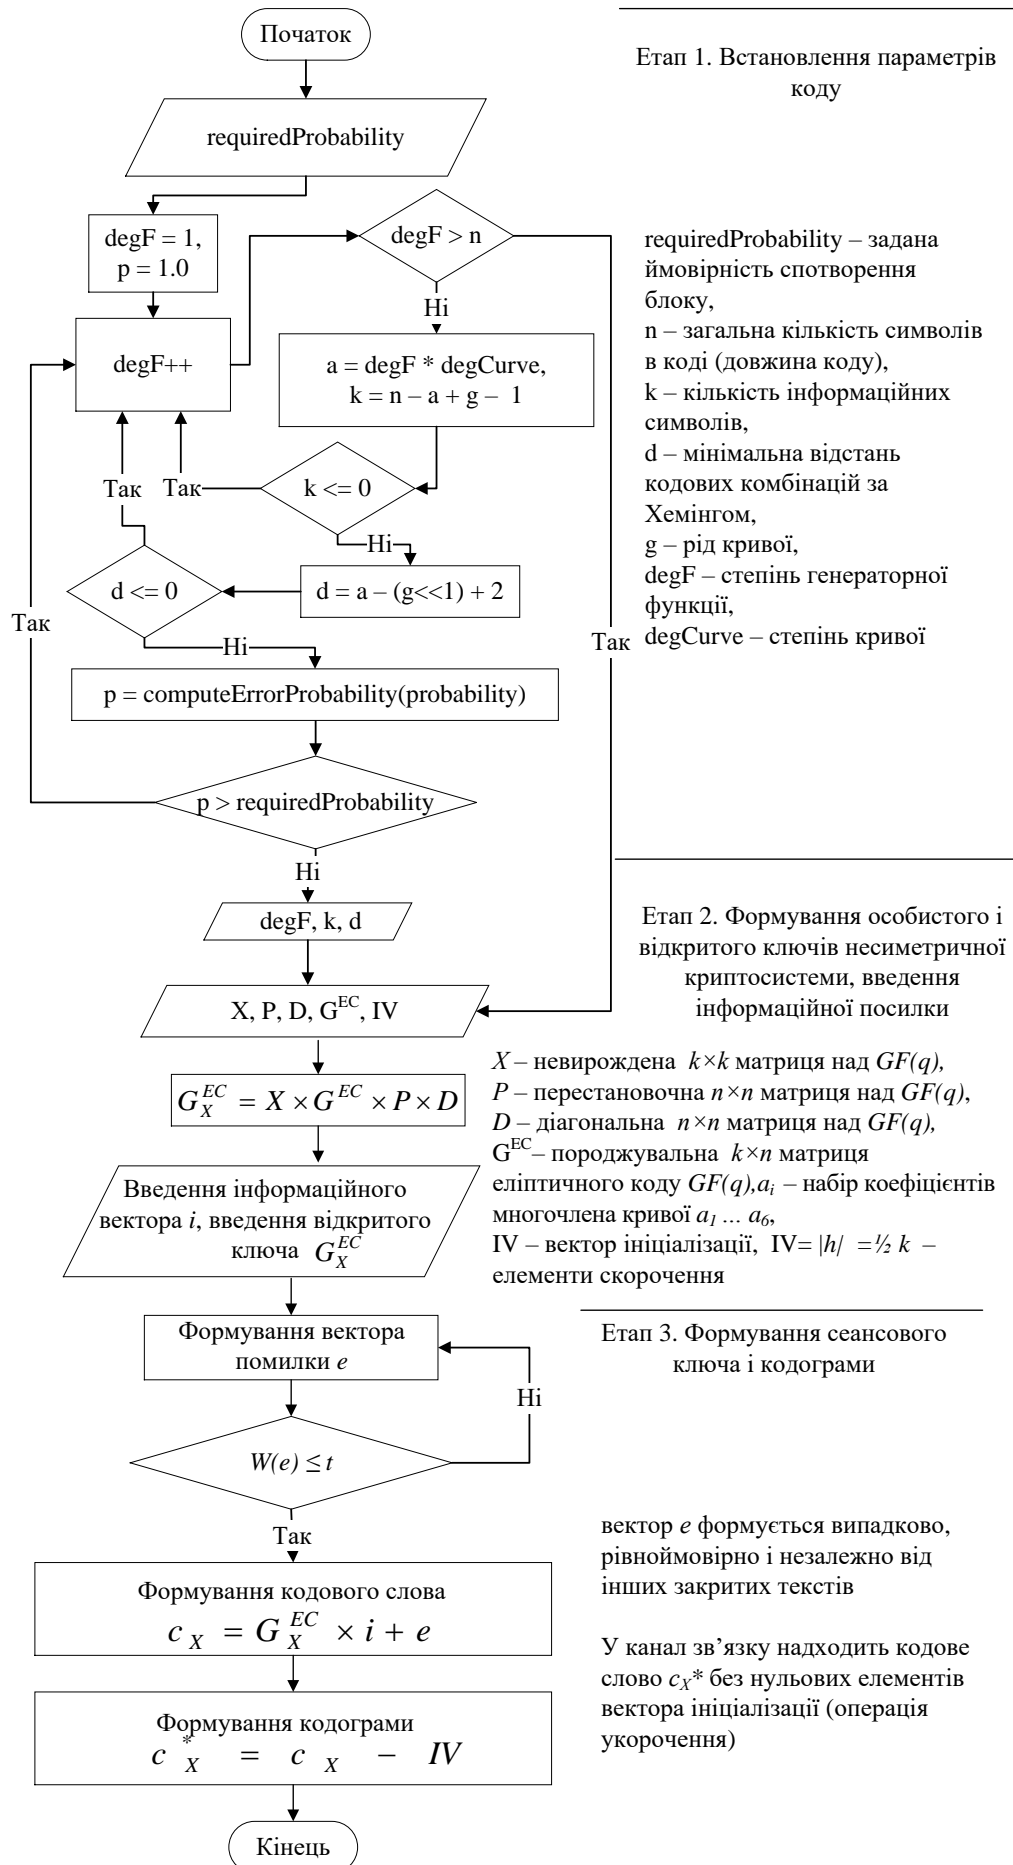 Початок
Етап 1. Встановлення параметрів
коду
requiredProbability
degF = 1,
p = 1.0
degF > n
Ні
degF++
a = degF * degCurve,
k = n – a + g – 1
k <= 0
Так
Так
Ні
d <= 0
d = a – (g<<1) + 2
Так
Ні
Так
p = computeErrorProbability(probability)
p > requiredProbability
Ні
requiredProbability – задана
ймовірність спотворення
блоку,
n – загальна кількість символів
в коді (довжина коду),
k – кількість інформаційних
символів,
d – мінімальна відстань
кодових комбінацій за
Хемінгом,
g – рід кривої,
degF – степінь генераторної
функції,
degCurve – степінь кривої
degF, k, d
Етап 2. Формування особистого і
відкритого ключів несиметричної
криптосистеми, введення
інформаційної посилки
X, P, D, G^EC, IV
G_X^EC = X × G^EC × P × D
Введення інформаційного
вектора i, введення відкритого
ключа G_X^EC
X – невирождена k×k матриця над GF(q),
P – перестановочна n×n матриця над GF(q),
D – діагональна n×n матриця над GF(q),
G^EC– породжувальна k×n матриця
еліптичного коду GF(q),a_i – набір коефіцієнтів
многочлена кривої a_1 ... a_6,
IV – вектор ініціалізації, IV= |h| =½ k –
елементи скорочення
Етап 3. Формування сеансового
ключа і кодограми
Формування вектора
помилки e
Ні
W(e) ≤ t
Так
вектор e формується випадково,
рівноймовірно і незалежно від
інших закритих текстів
Формування кодового слова
c_X = G_X^EC × i + e
У канал зв’язку надходить кодове
слово c_X* без нульових елементів
вектора ініціалізації (операція
укорочення)
Формування кодограми
c_X^* = c_X – IV
Кінець